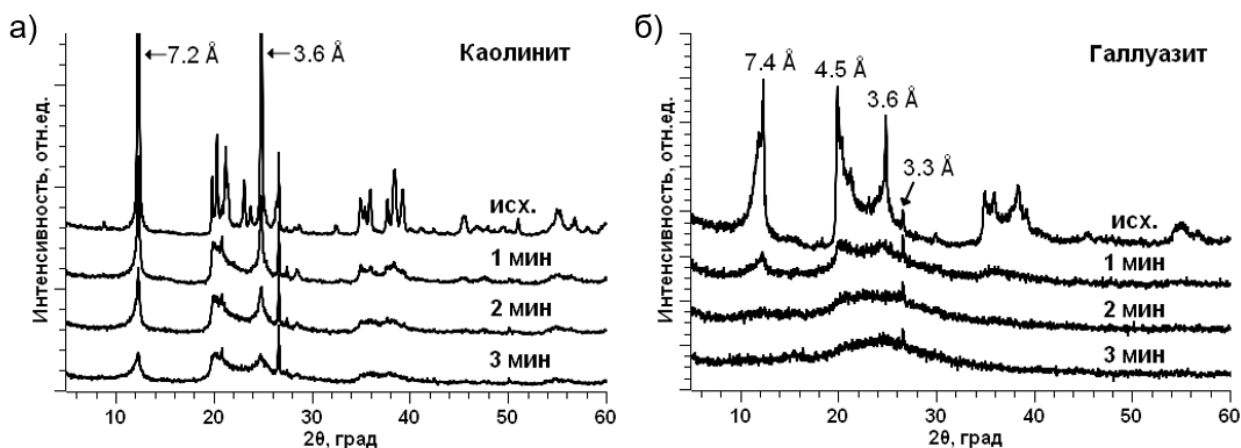 а)
Каолинит
←7.2 Å
←3.6 Å
Интенсивность, отн.ед.
исх.
1 мин
2 мин
3 мин
10 20 30 40 50 60
2θ, град
б)
Галлуазит
7.4 Å
4.5 Å
3.6 Å
3.3 Å
Интенсивность, отн.ед.
исх.
1 мин
2 мин
3 мин
10 20 30 40 50 60
2θ, град